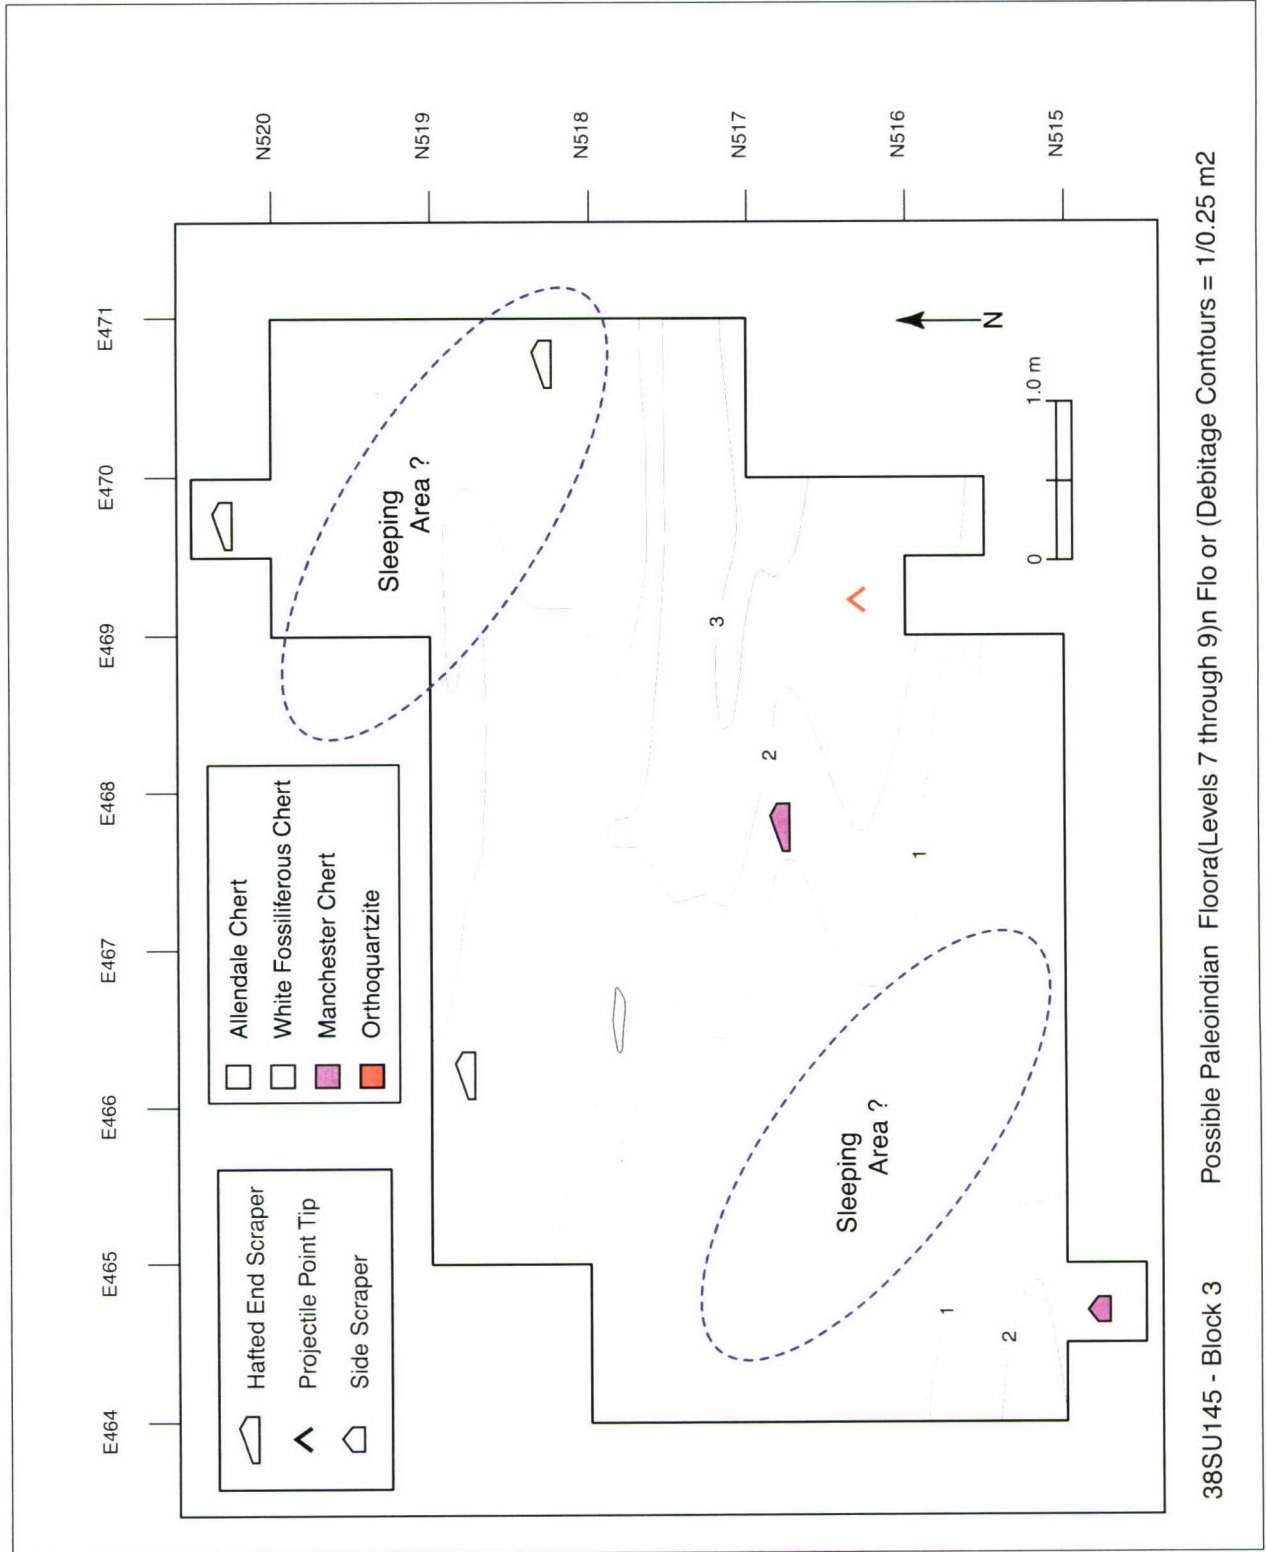 Hafted End Scraper
Projectile Point Tip
Side Scraper
Allendale Chert
White Fossiliferous Chert
Manchester Chert
Orthoquartzite
N520
N519
N518
N517
N516
N515
E464
E465
E466
E467
E468
E469
E470
E471
Sleeping
Area ?
Sleeping
Area ?
3
2
1
1
2
0
1.0 m
N
38SU145 - Block 3 Possible Paleoindian Floora(Levels 7 through 9)n Flo or (Debitage Contours = 1/0.25 m2